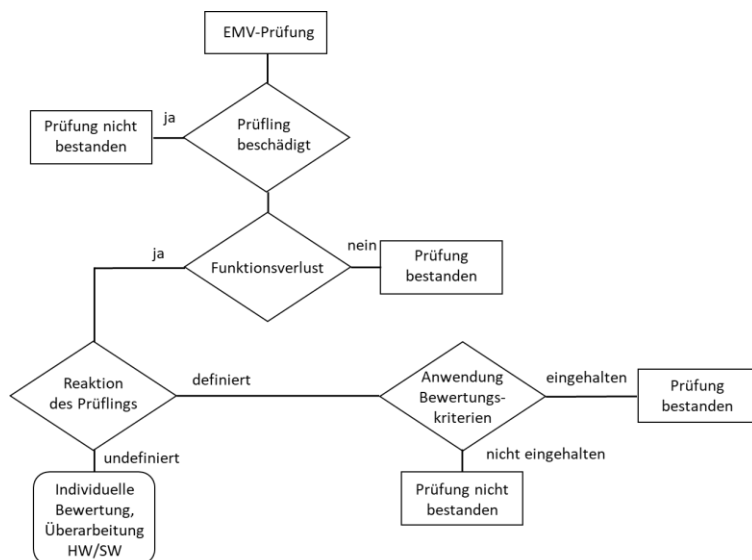 EMV-Prüfung
ja
Prüfung nicht
bestanden
Prüfling
beschädigt
ja
Funktionsverlust
nein
Prüfung
bestanden
Reaktion
des Prüflings
definiert
Anwendung
Bewertungs-
kriterien
eingehalten
Prüfung
bestanden
undefiniert
nicht eingehalten
Individuelle
Bewertung,
Überarbeitung
HW/SW
Prüfung nicht
bestanden